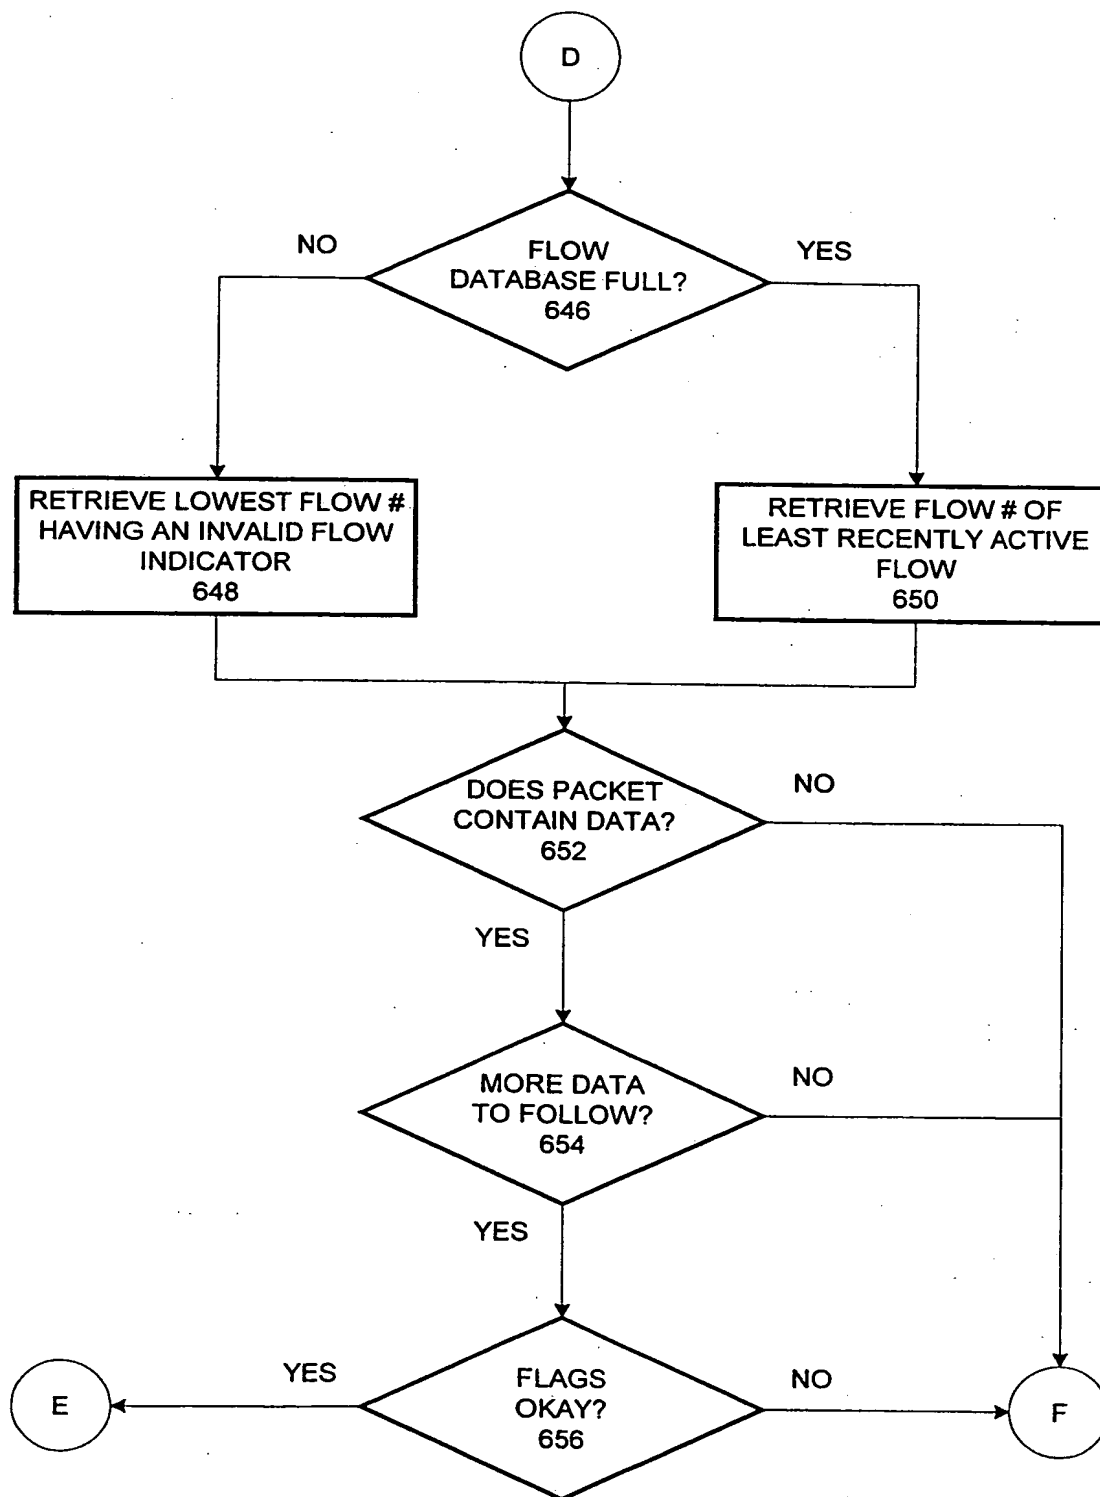 D
NO
FLOW
DATABASE FULL?
646
YES
RETRIEVE LOWEST FLOW #
HAVING AN INVALID FLOW
INDICATOR
648
RETRIEVE FLOW # OF
LEAST RECENTLY ACTIVE
FLOW
650
DOES PACKET
CONTAIN DATA?
652
NO
YES
MORE DATA
TO FOLLOW?
654
NO
YES
E
YES
FLAGS
OKAY?
656
NO
F